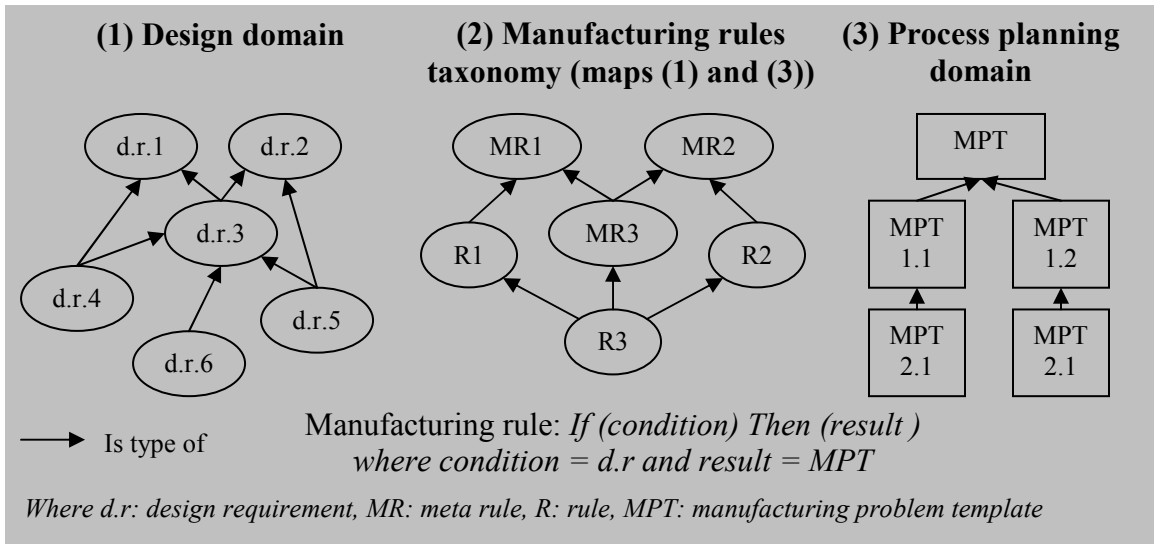 (1) Design domain
(2) Manufacturing rules
taxonomy (maps (1) and (3))
(3) Process planning
domain
d.r.1
d.r.2
d.r.3
d.r.4
d.r.5
d.r.6
MR1
MR2
R1
MR3
R2
R3
MPT
MPT
1.1
MPT
1.2
MPT
2.1
MPT
2.1
Is type of
Manufacturing rule: If (condition) Then (result )
where condition = d.r and result = MPT
Where d.r: design requirement, MR: meta rule, R: rule, MPT: manufacturing problem template